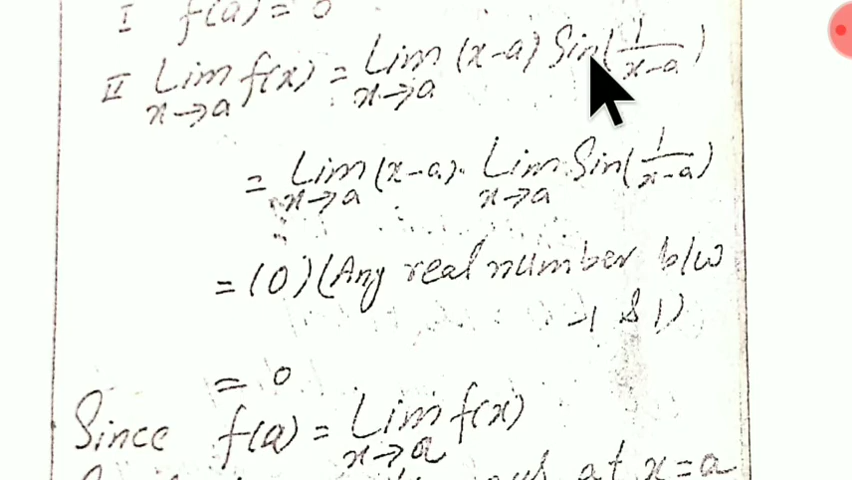 I f(a) = 0
II Lim x→a f(x) = Lim x→a (x-a) Sin(1/x-a)
= Lim x→a (x-a). Lim x→a Sin(1/x-a)
= (0)(Any real number b/w
-1 & 1)
= 0
Since f(a) = Lim x→a f(x)
at x=a